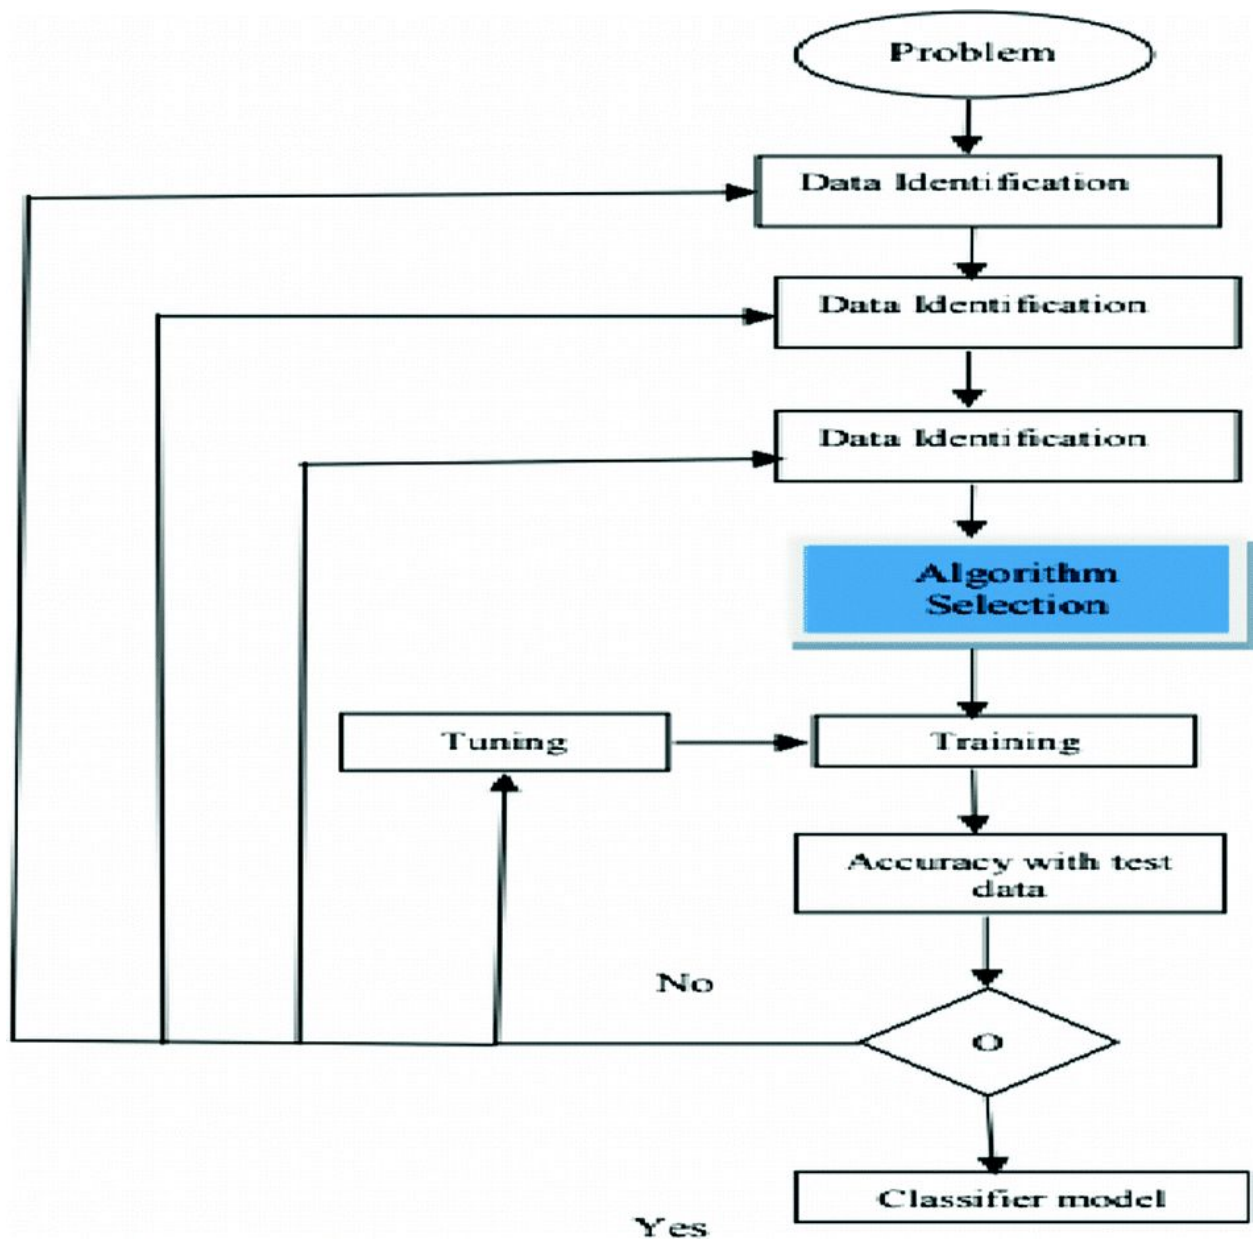 Problem
Data Identification
Data Identification
Data Identification
Algorithm
Selection
Tuning
Training
Accuracy with test
data
No
O
Classifier model
Yes